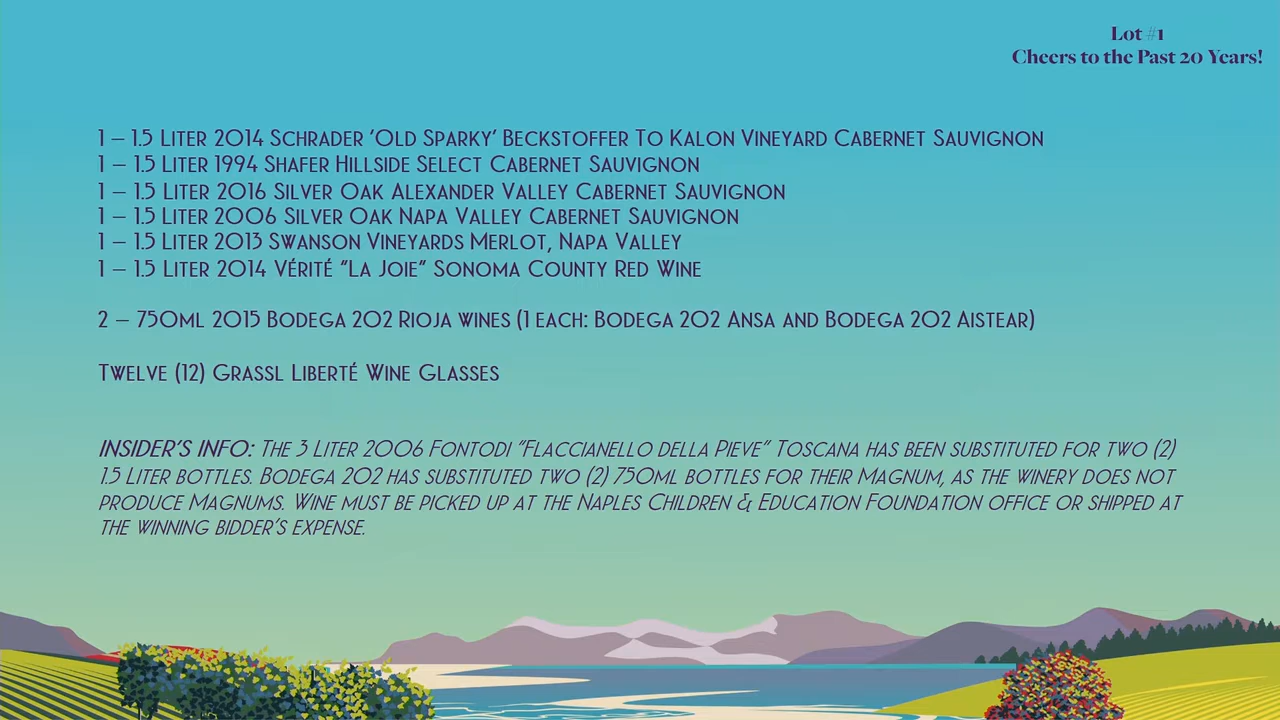 Lot #1
Cheers to the Past 20 Years!
1 – 1.5 Liter 2014 Schrader ‘Old Sparky’ Beckstoffer To Kalon Vineyard Cabernet Sauvignon
1 – 1.5 Liter 1994 Shafer Hillside Select Cabernet Sauvignon
1 – 1.5 Liter 2016 Silver Oak Alexander Valley Cabernet Sauvignon
1 – 1.5 Liter 2006 Silver Oak Napa Valley Cabernet Sauvignon
1 – 1.5 Liter 2013 Swanson Vineyards Merlot, Napa Valley
1 – 1.5 Liter 2014 Vérité “La Joie” Sonoma County Red Wine
2 – 750ml 2015 Bodega 202 Rioja wines (1 each: Bodega 202 Ansa and Bodega 202 Aistear)
Twelve (12) Grassl Liberté Wine Glasses
INSIDER’S INFO: The 3 Liter 2006 Fontodi “Flaccianello della Pieve” Toscana has been substituted for two (2)
1.5 Liter bottles. Bodega 202 has substituted two (2) 750ml bottles for their Magnum, as the winery does not
produce Magnums. Wine must be picked up at the Naples Children & Education Foundation office or shipped at
the winning bidder’s expense.